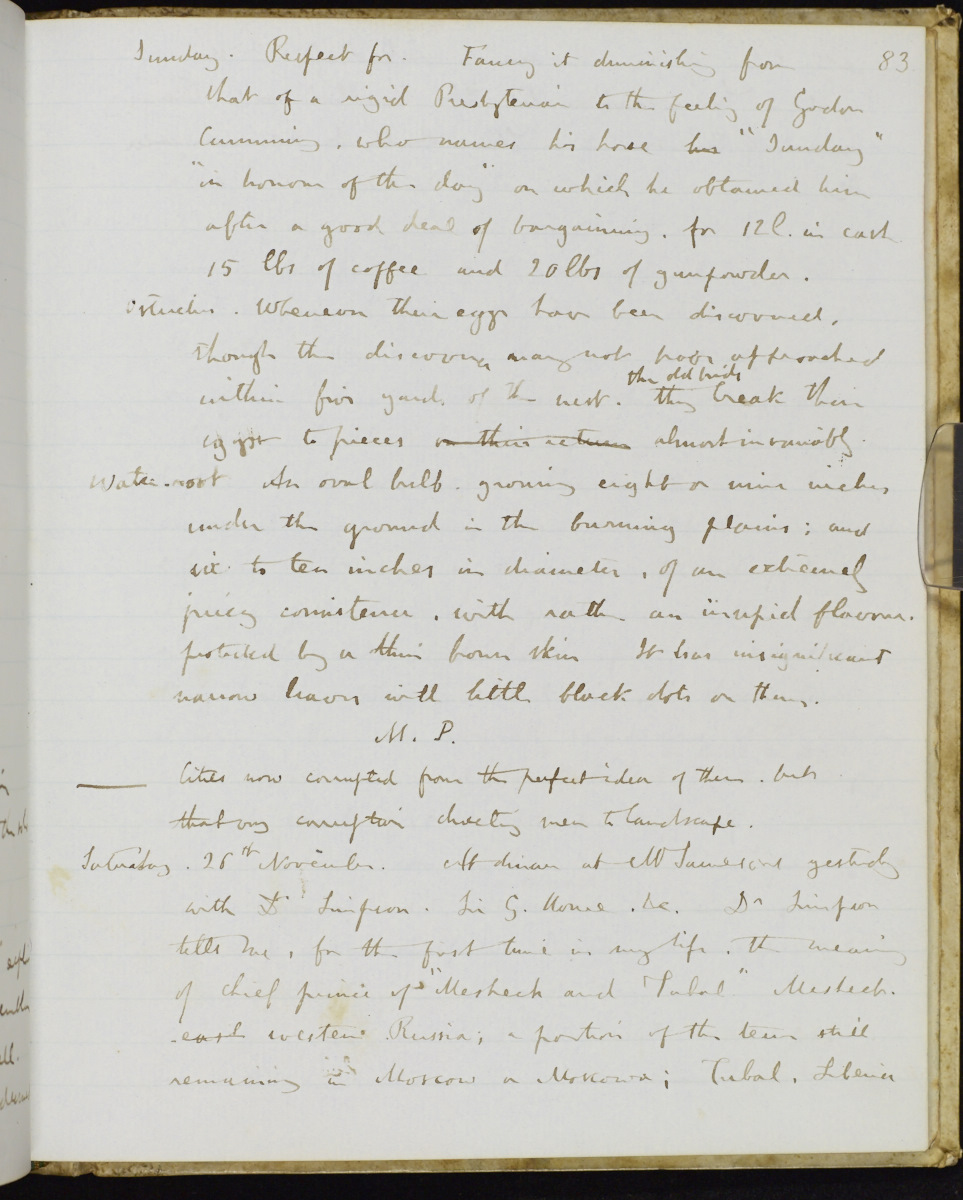 83
Sunday. Respect for. Fancy it diminishing from
that of a rigid Presbyterian to the feeling of Gordon
Cumming, who names his horse his "Sunday"
"in honour of the day" on which he obtained him
after a good deal of bargaining. for 12l. in cash
15 lbs of coffee and 20 lbs of gunpowder.
Ostriches. Whenever their eggs have been discovered,
though the discoverer may not have approached
the old birds
within five yards of the nest. they break their
eggs to pieces on their return almost invariably.
Water-root An oval bulb. growing eight or nine inches
under the ground in the burning plains; and
six to ten inches in diameter, of an extremely
juicy consistence, with rather an insipid flavour.
protected by a thin brown skin It has insignificant
narrow leaves with little black dots on them.
M. P.
Cities now corrupted from the perfect idea of them. but
that very corruption directing men to landscape.
Saturday. 26th November. At dinner at Mr Jameson's yesterday
with Dr Simpson. Sir G. &c. Dr Simpson
tells me, for the first time in my life, the meaning
of chief prince of "Mesheck and Tubal" Mesheck.
east western Russia; a portion of the term still
remaining in Moscow or Moscowa; Tubal, Siberia